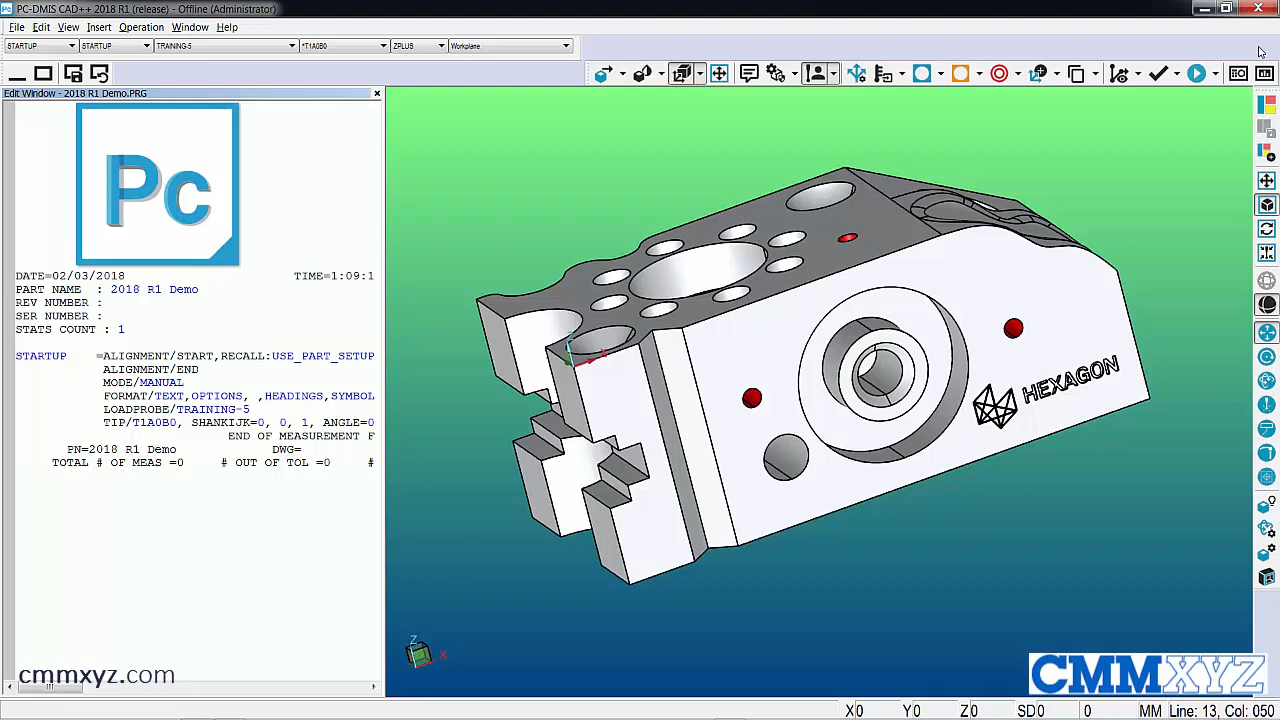 PC-DMIS CAD++ 2018 R1 (release) - Offline (Administrator)
File Edit View Insert Operation Window Help
STARTUP STARTUP TRAINING-5 *T1A0B0 ZPLUS Workplane
Edit Window - 2018 R1 Demo.PRG
Pc
DATE=02/03/2018 TIME=1:09:1
PART NAME : 2018 R1 Demo
REV NUMBER :
SER NUMBER :
STATS COUNT : 1
STARTUP =ALIGNMENT/START,RECALL:USE_PART_SETUP
ALIGNMENT/END
MODE/MANUAL
FORMAT/TEXT,OPTIONS, ,HEADINGS,SYMBOL
LOADPROBE/TRAINING-5
TIP/T1A0B0, SHANKIJK=0, 0, 1, ANGLE=0
END OF MEASUREMENT F
PN=2018 R1 Demo DWG=
TOTAL # OF MEAS =0 # OUT OF TOL =0 #
HEXAGON
Z
X
cmmxyz.com
CMMXYZ
X0 Y0 Z0 SD0 0 MM Line: 13, Col: 050